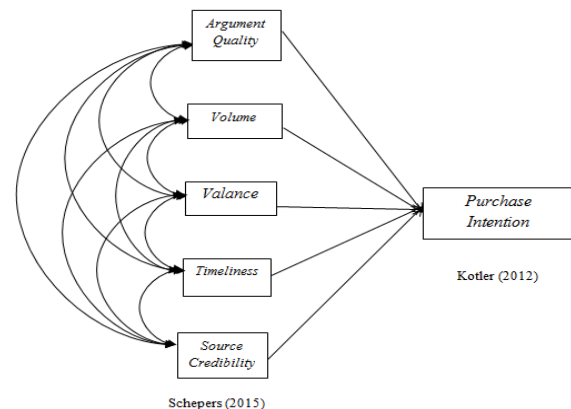 Argument
Quality
Volume
Valance
Timeliness
Source
Credibility
Schepers (2015)
Purchase
Intention
Kotler (2012)